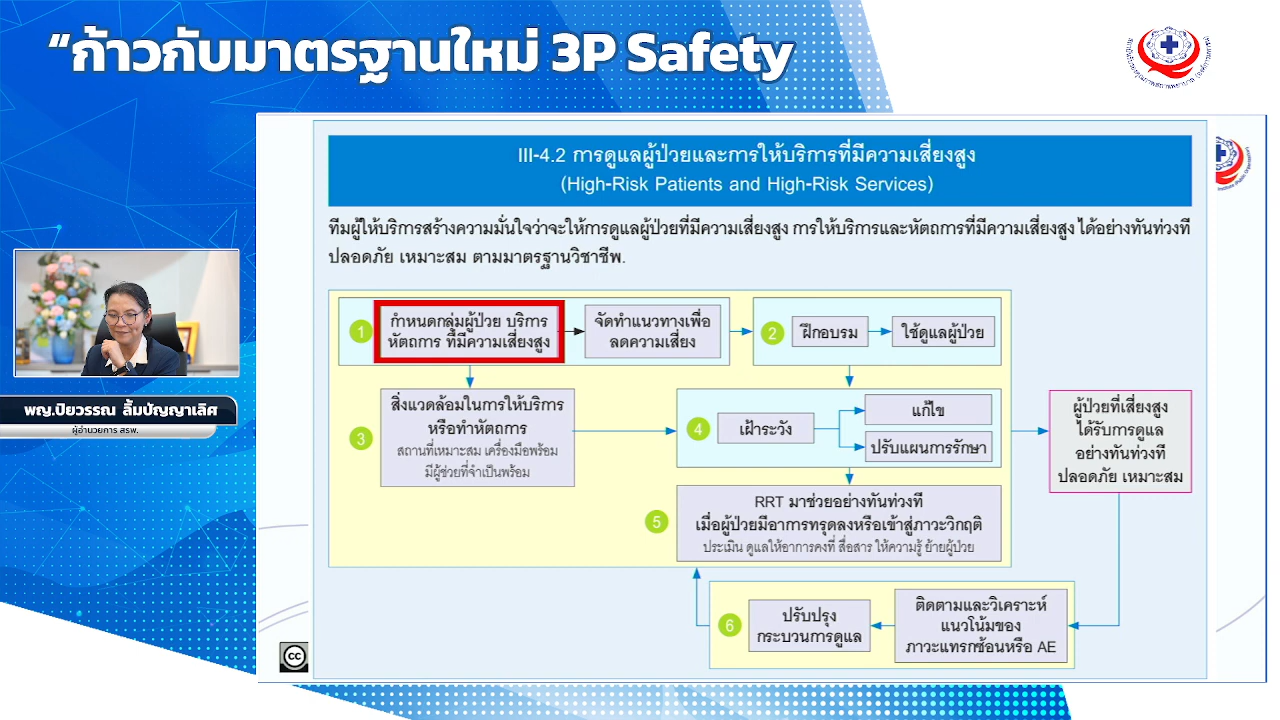 “ก้าวกับมาตรฐานใหม่ 3P Safety
III-4.2 การดูแลผู้ป่วยและการให้บริการที่มีความเสี่ยงสูง
(High-Risk Patients and High-Risk Services)
ทีมผู้ให้บริการสร้างความมั่นใจว่าจะให้การดูแลผู้ป่วยที่มีความเสี่ยงสูง การให้บริการและหัตถการที่มีความเสี่ยงสูง ได้อย่างทันท่วงที
ปลอดภัย เหมาะสม ตามมาตรฐานวิชาชีพ.
1
กำหนดกลุ่มผู้ป่วย บริการ
หัตถการ ที่มีความเสี่ยงสูง
จัดทำแนวทางเพื่อ
ลดความเสี่ยง
2
ฝึกอบรม
ใช้ดูแลผู้ป่วย
3
สิ่งแวดล้อมในการให้บริการ
หรือทำหัตถการ
สถานที่เหมาะสม เครื่องมือพร้อม
มีผู้ช่วยที่จำเป็นพร้อม
4
เฝ้าระวัง
แก้ไข
ปรับแผนการรักษา
ผู้ป่วยที่เสี่ยงสูง
ได้รับการดูแล
อย่างทันท่วงที
ปลอดภัย เหมาะสม
5
RRT มาช่วยอย่างทันท่วงที
เมื่อผู้ป่วยมีอาการทรุดลงหรือเข้าสู่ภาวะวิกฤติ
ประเมิน ดูแลให้อาการคงที่ สื่อสาร ให้ความรู้ ย้ายผู้ป่วย
6
ปรับปรุง
กระบวนการดูแล
ติดตามและวิเคราะห์
แนวโน้มของ
ภาวะแทรกซ้อนหรือ AE
พญ.ปิยวรรณ ลิ้มปัญญาเลิศ
ผู้อำนวยการ สรพ.
cc